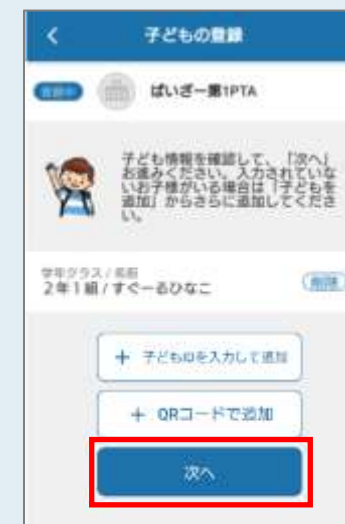 子どもの登録
ばいざー第1PTA
子ども情報を確認して、「次へ」
お進みください。入力されていな
いお子様がいる場合は「子どもを
追加」からさらに追加してくださ
い。
学年クラス / 名前
2年1組 / すぐーるひなこ
削除
+ 子どもIDを入力して追加
+ QRコードで追加
次へ